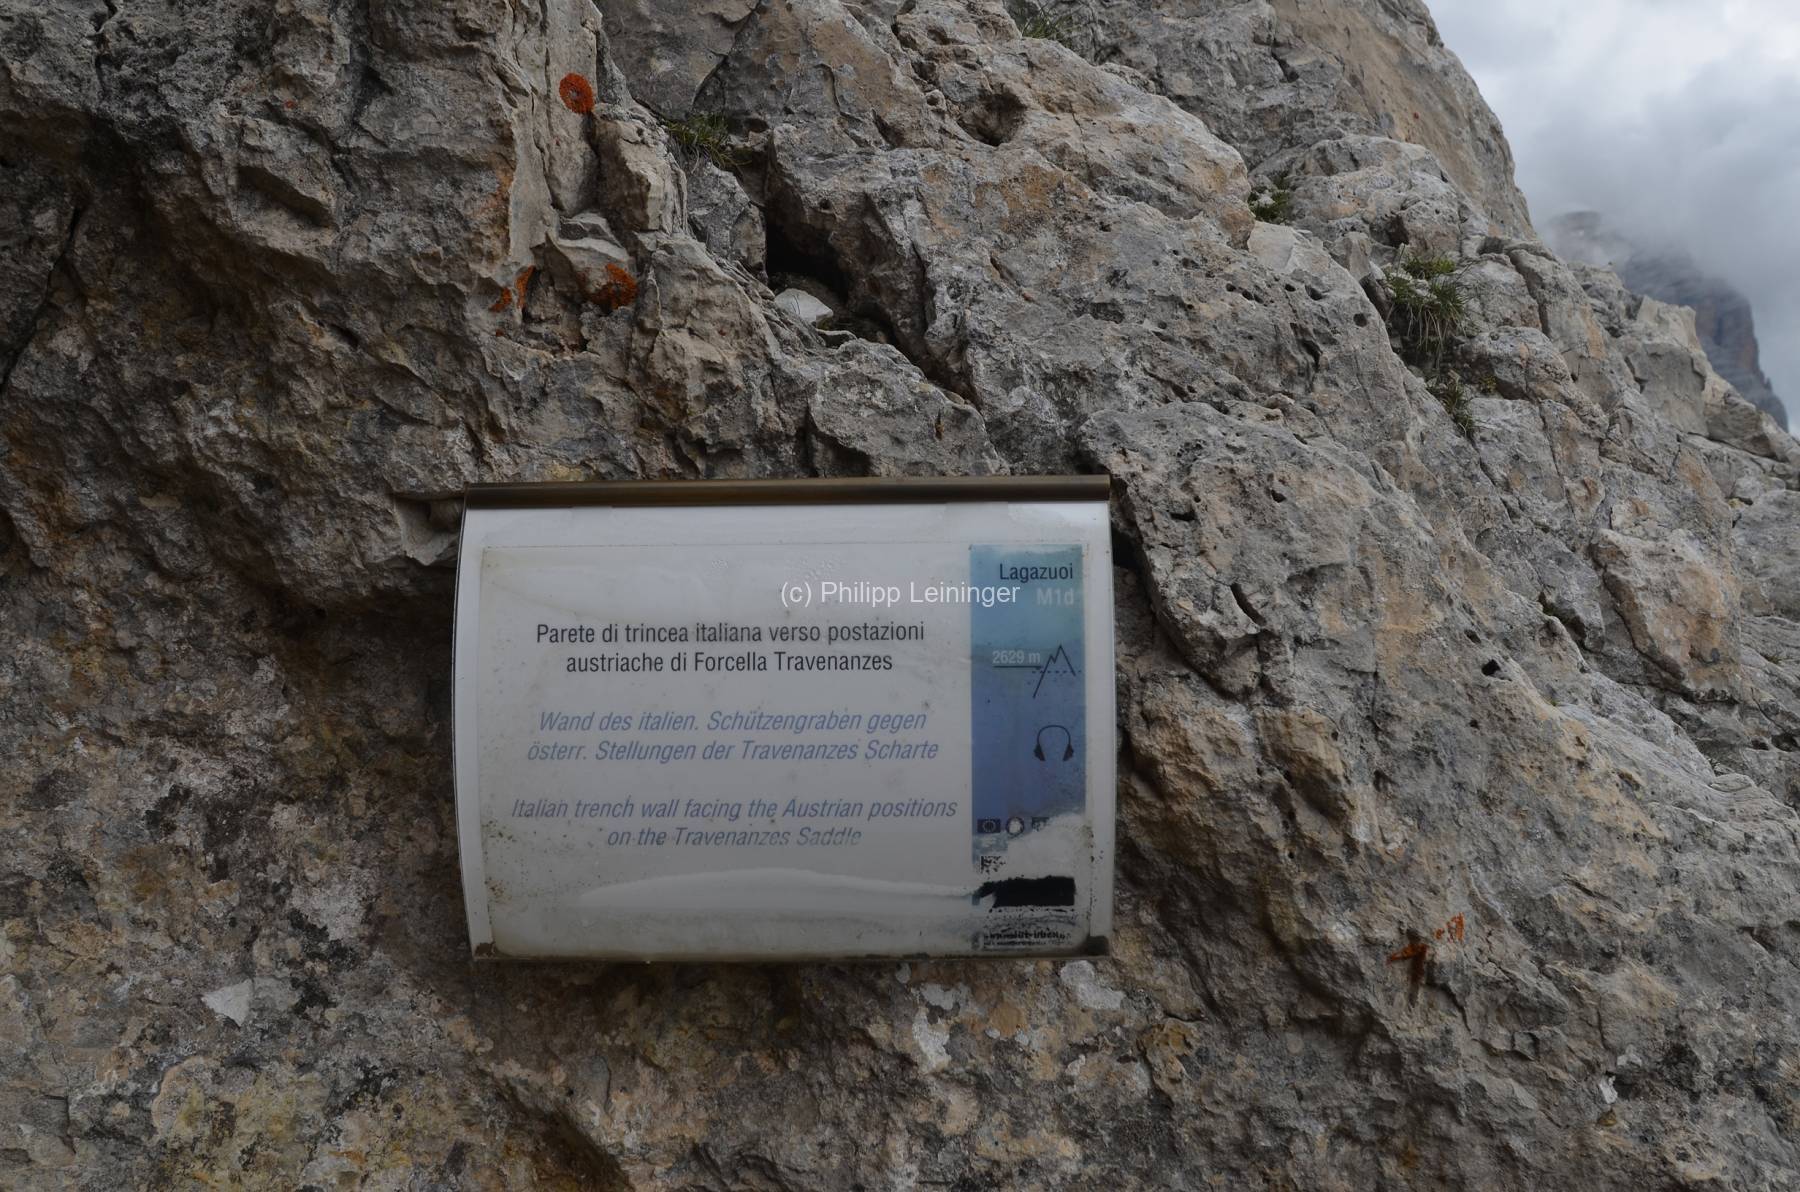 Lagazuoi
M1d
(c) Philipp Leininger
Parete di trincea italiana verso postazioni
austriache di Forcella Travenanzes
2629 m
Wand des italien. Schützengraben gegen
österr. Stellungen der Travenanzes Scharte
Italian trench wall facing the Austrian positions
on the Travenanzes Saddle